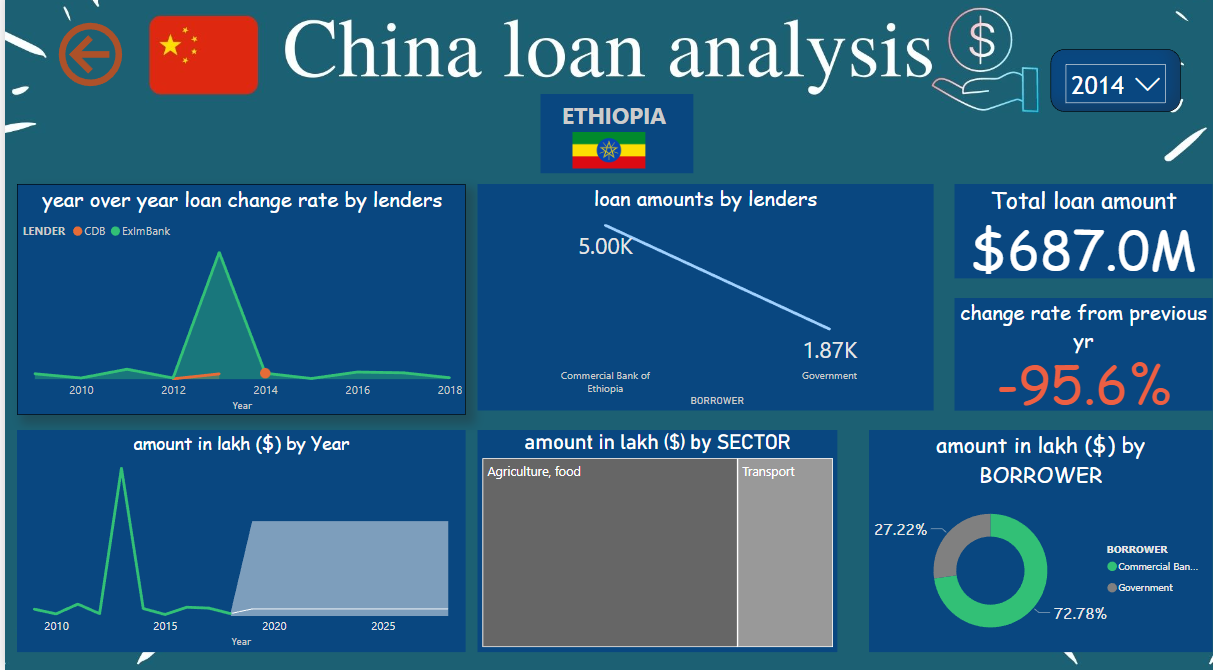 China loan analysis
$
2014
ETHIOPIA
year over year loan change rate by lenders
LENDER CDB EximBank
2010 2012 2014 2016 2018
Year
loan amounts by lenders
5.00K
1.87K
Commercial Bank of
Ethiopia
Government
BORROWER
Total loan amount
$687.0M
change rate from previous
yr
-95.6%
amount in lakh ($) by Year
2010 2015 2020 2025
Year
amount in lakh ($) by SECTOR
Agriculture, food
Transport
amount in lakh ($) by
BORROWER
27.22%
72.78%
BORROWER
Commercial Ban...
Government